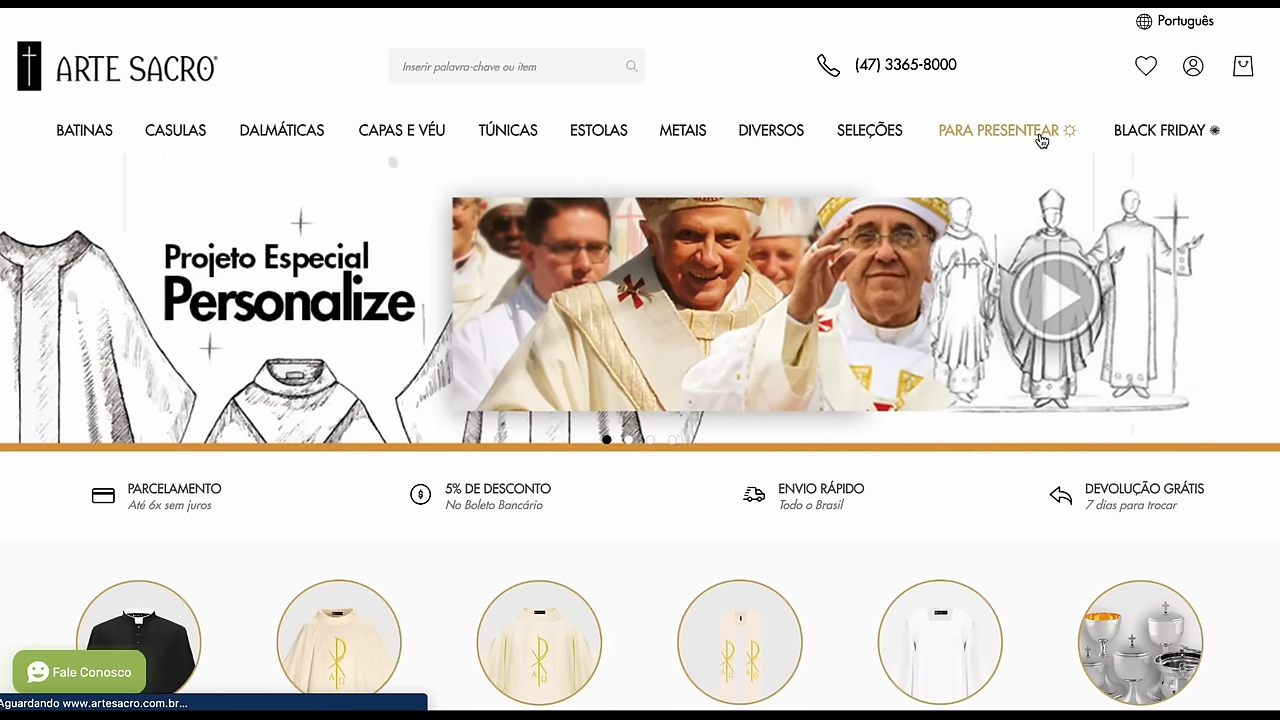 Português
ARTE SACRO®
Inserir palavra-chave ou item
(47) 3365-8000
BATINAS CASULAS DALMÁTICAS CAPAS E VÉU TÚNICAS ESTOLAS METAIS DIVERSOS SELEÇÕES PARA PRESENTEAR BLACK FRIDAY
Projeto Especial
Personalize
PARCELAMENTO
Até 6x sem juros
5% DE DESCONTO
No Boleto Bancário
ENVIO RÁPIDO
Todo o Brasil
DEVOLUÇÃO GRÁTIS
7 dias para trocar
Fale Conosco
Aguardando www.artesacro.com.br...